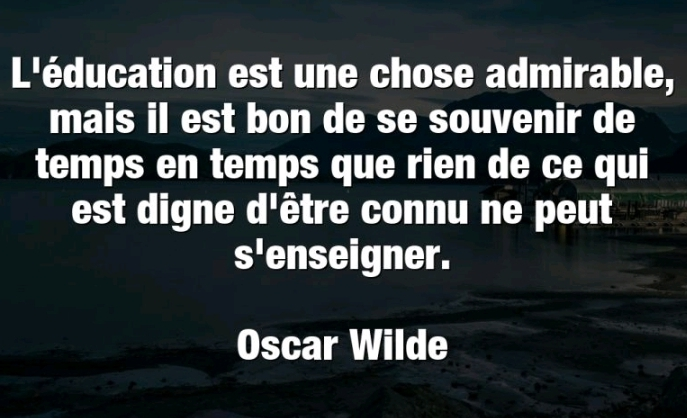 L'éducation est une chose admirable,
mais il est bon de se souvenir de
temps en temps que rien de ce qui
est digne d'être connu ne peut
s'enseigner.
Oscar Wilde